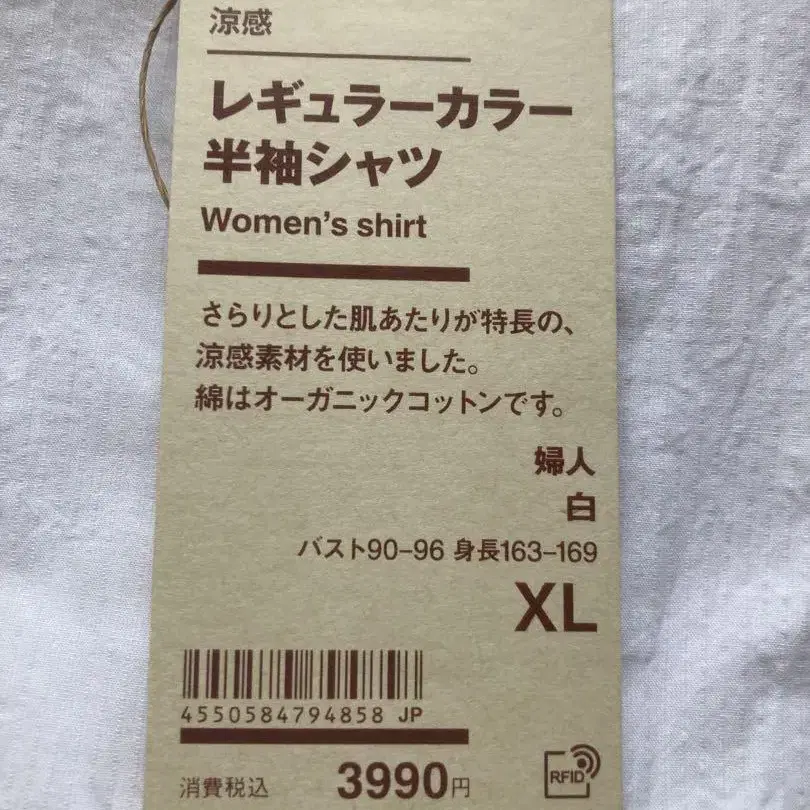 涼感
レギュラーカラー
半袖シャツ
Women's shirt
さらりとした肌あたりが特長の、
涼感素材を使いました。
綿はオーガニックコットンです。
婦人
白
バスト90-96 身長163-169
XL
4550584794858 JP
消費税込 3990円
RFID